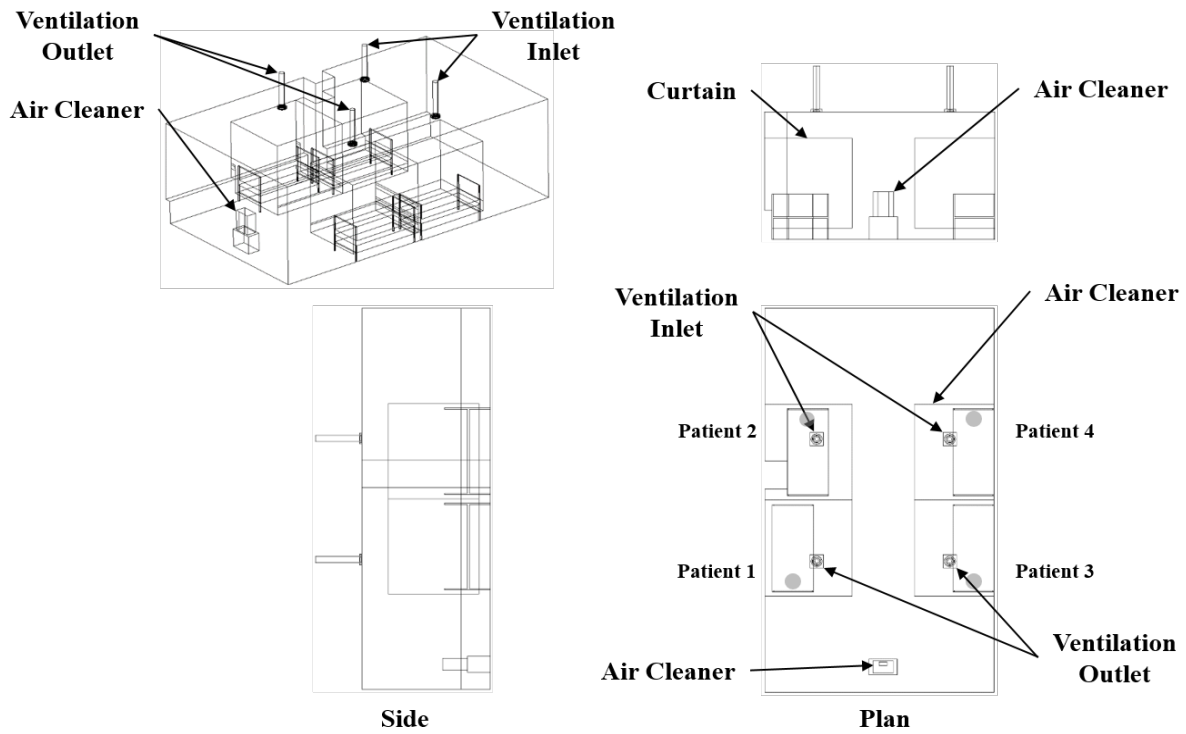 Ventilation
Outlet
Ventilation
Inlet
Air Cleaner
Curtain
Air Cleaner
Ventilation
Inlet
Air Cleaner
Patient 2
Patient 4
Patient 1
Patient 3
Air Cleaner
Ventilation
Outlet
Side
Plan